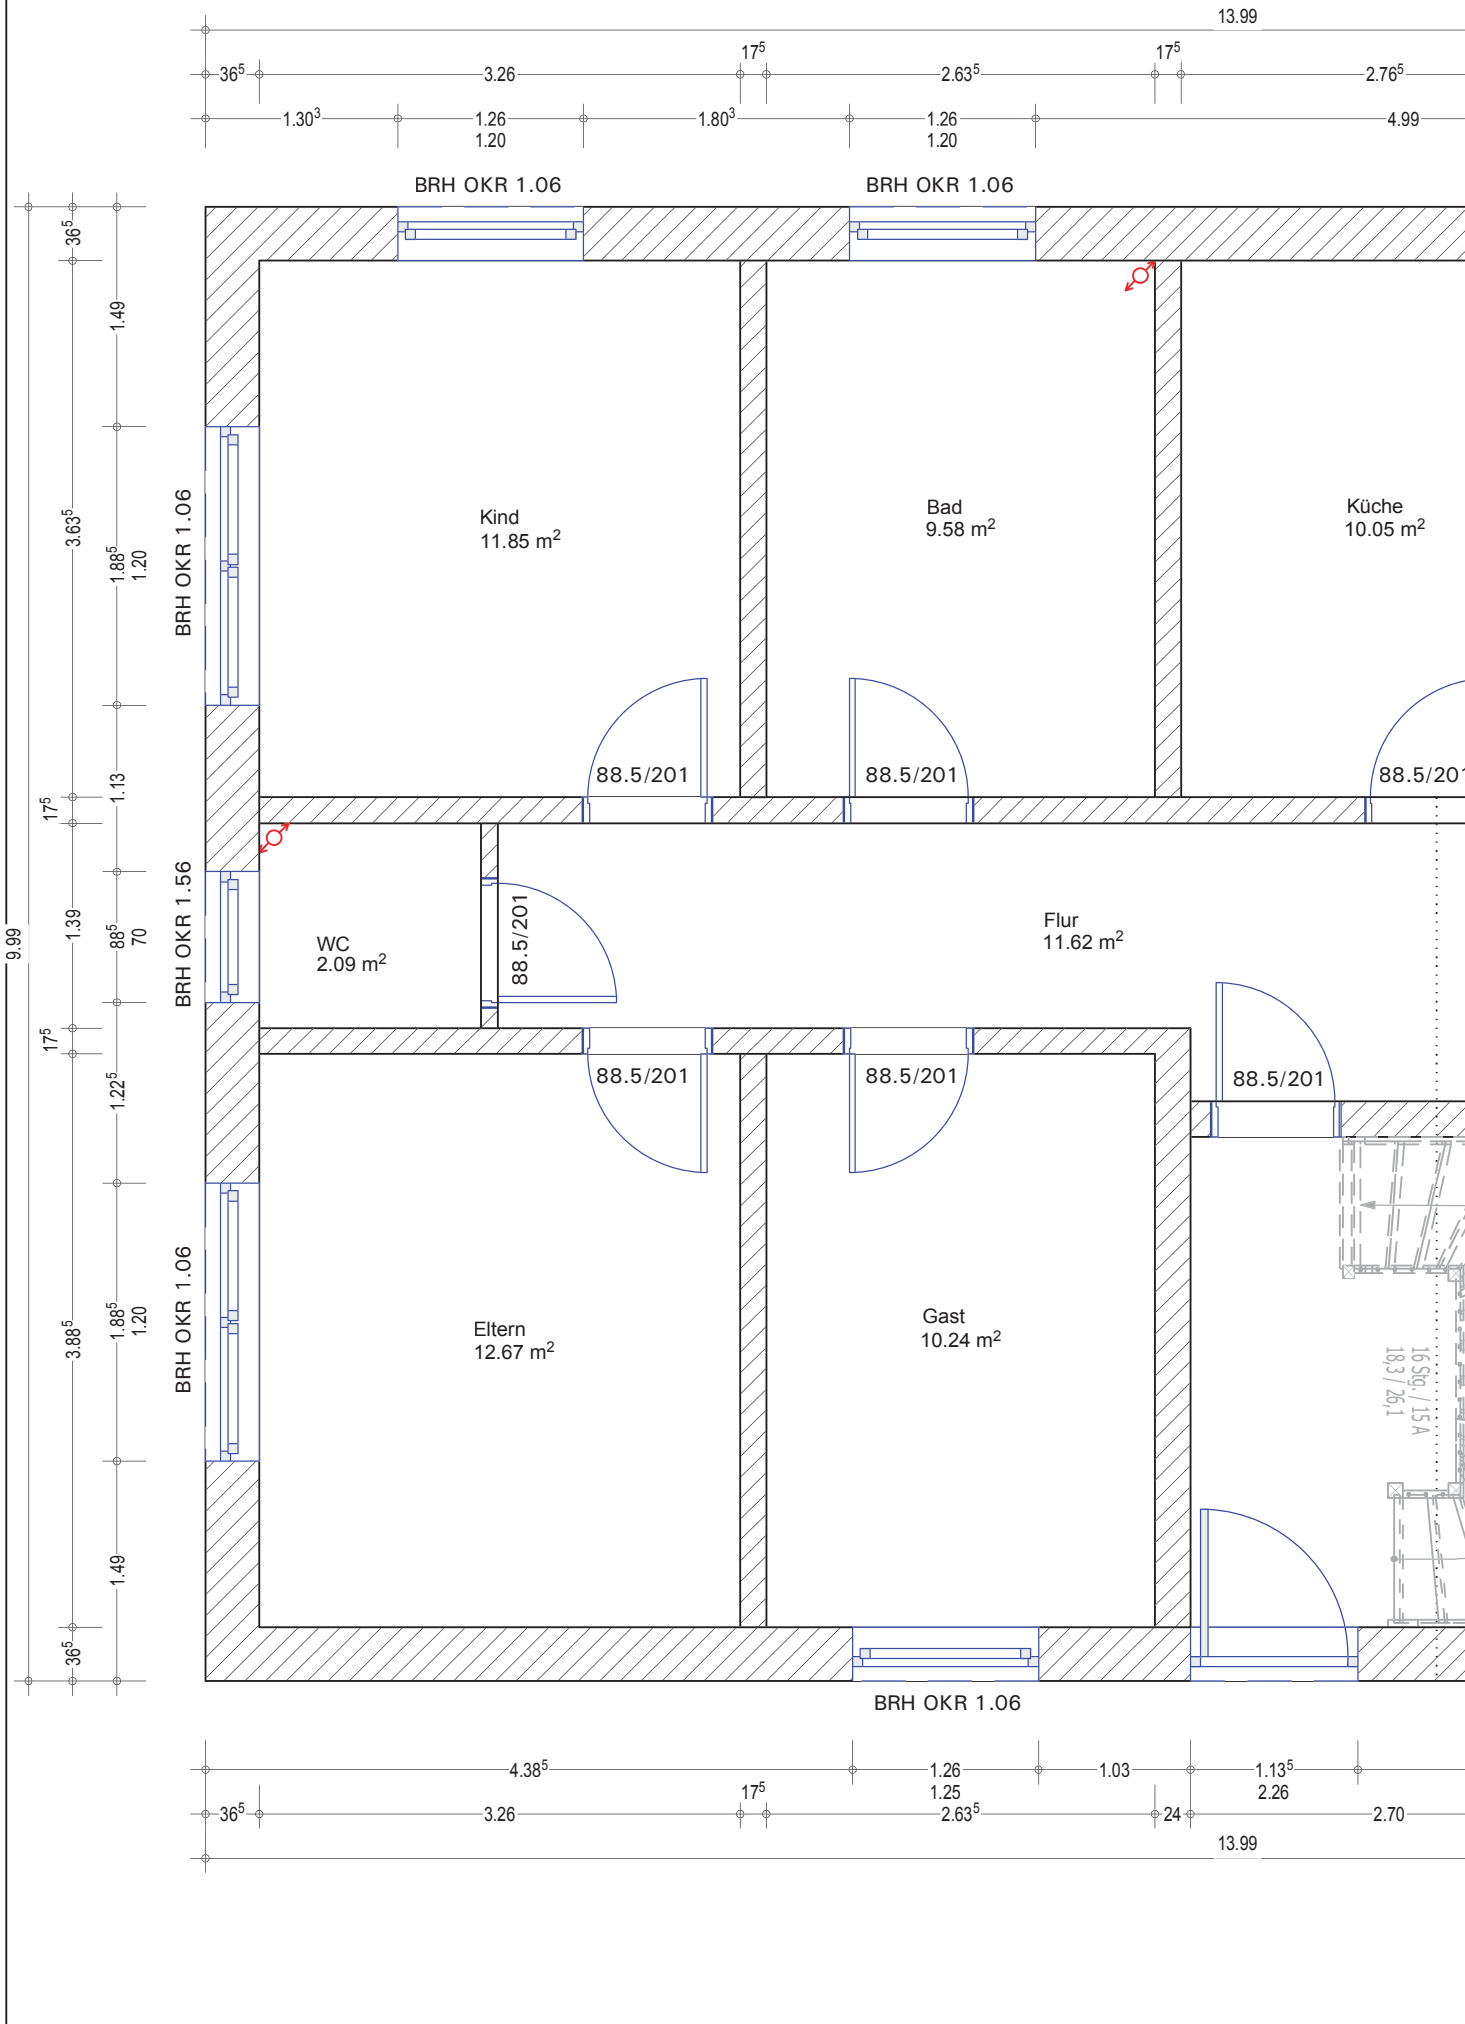 13.99
36⁵ 3.26 17⁵ 2.63⁵ 17⁵ 2.76⁵
1.30³ 1.26 1.80³ 1.26 4.99
1.20 1.20
BRH OKR 1.06 BRH OKR 1.06
36⁵
1.49
3.63⁵
1.88⁵
1.20
BRH OKR 1.06
Kind
11.85 m²
Bad
9.58 m²
Küche
10.05 m²
88.5/201 88.5/201 88.5/201
1.13
17⁵
BRH OKR 1.56
9.99
1.39
88⁵
70
WC
2.09 m²
88.5/201
Flur
11.62 m²
17⁵
1.22⁵
88.5/201 88.5/201 88.5/201
BRH OKR 1.06
3.88⁵
1.88⁵
1.20
Eltern
12.67 m²
Gast
10.24 m²
16 Stg. / 15 A
18,3 / 26,1
1.49
36⁵
BRH OKR 1.06
4.38⁵ 1.26 1.03 1.13⁵
1.25 2.26
36⁵ 3.26 17⁵ 2.63⁵ 24 2.70
13.99